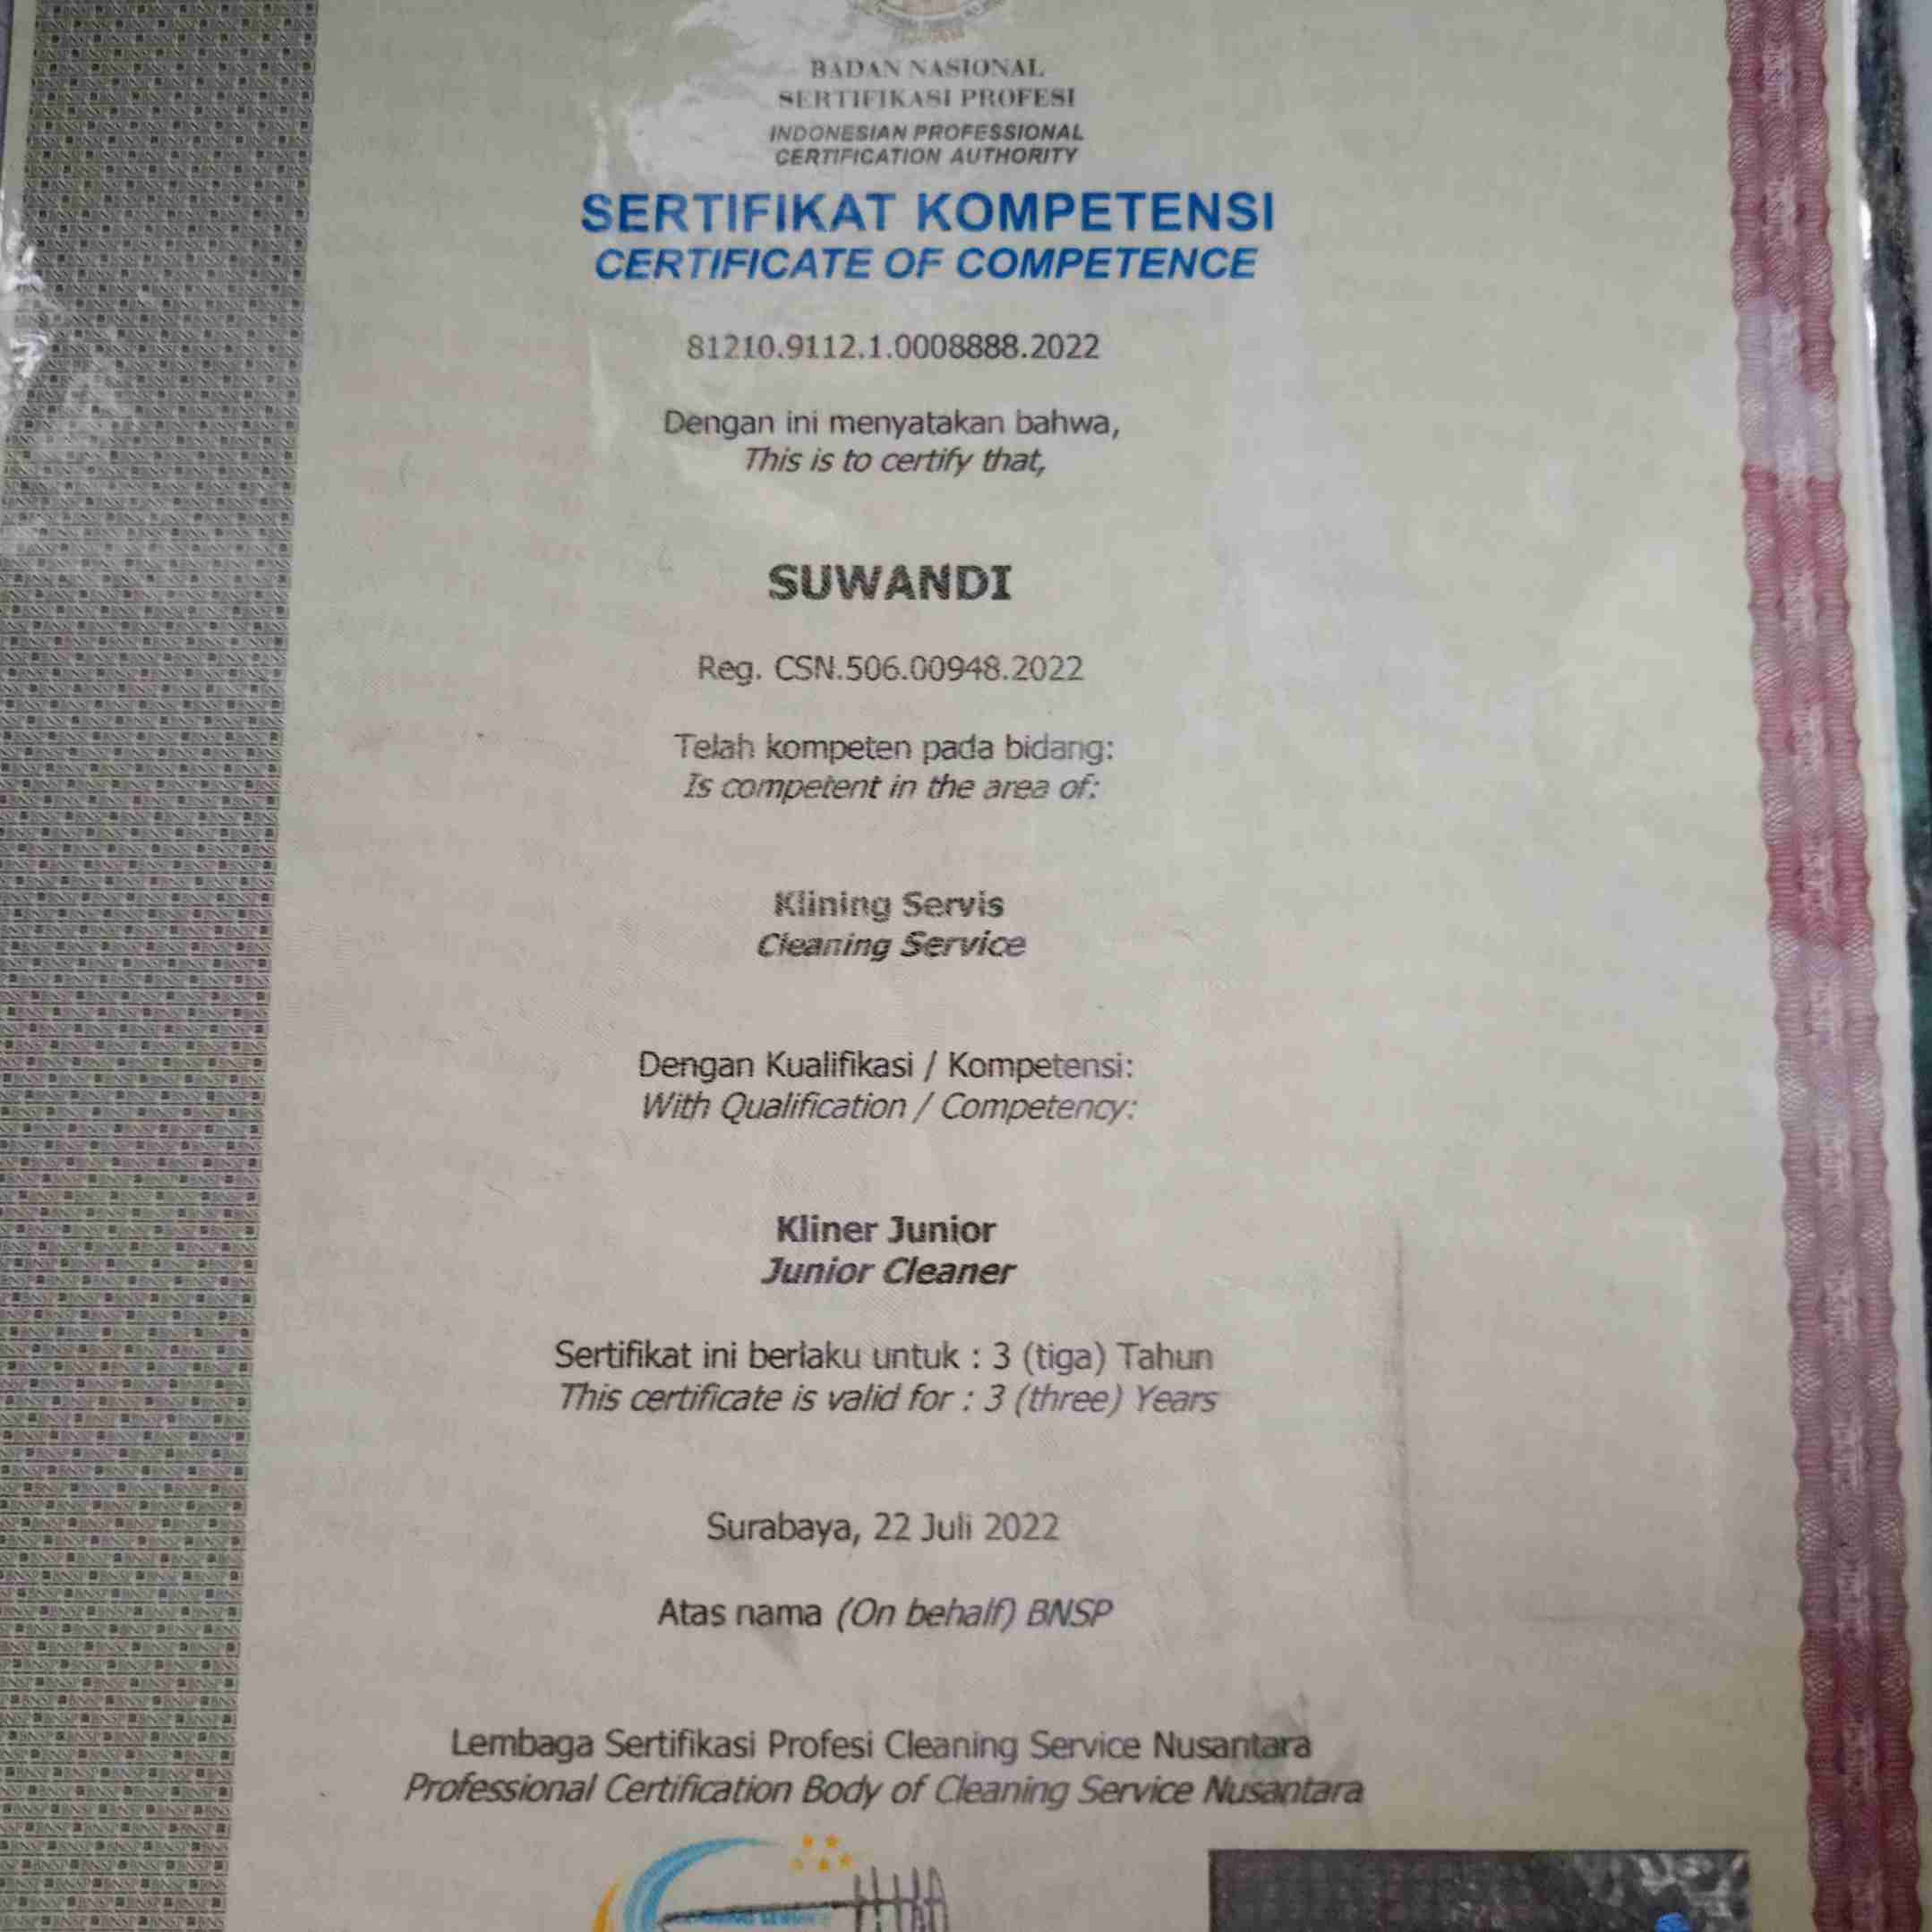 BADAN NASIONAL
SERTIFIKASI PROFESI
INDONESIAN PROFESSIONAL
CERTIFICATION AUTHORITY
SERTIFIKAT KOMPETENSI
CERTIFICATE OF COMPETENCE
81210.9112.1.0008888.2022
Dengan ini menyatakan bahwa,
This is to certify that,
SUWANDI
Reg. CSN.506.00948.2022
Telah kompeten pada bidang:
Is competent in the area of:
Klining Servis
Cleaning Service
Dengan Kualifikasi / Kompetensi:
With Qualification / Competency:
Kliner Junior
Junior Cleaner
Sertifikat ini berlaku untuk : 3 (tiga) Tahun
This certificate is valid for : 3 (three) Years
Surabaya, 22 Juli 2022
Atas nama (On behalf) BNSP
Lembaga Sertifikasi Profesi Cleaning Service Nusantara
Professional Certification Body of Cleaning Service Nusantara